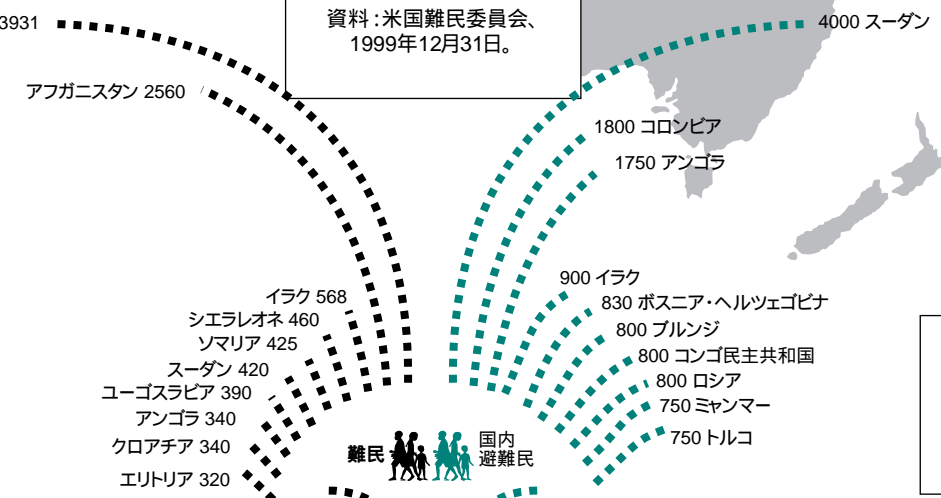 資料:米国難民委員会、
1999年12月31日。
3931
アフガニスタン 2560
イラク 568
シエラレオネ 460
ソマリア 425
スーダン 420
ユーゴスラビア 390
アンゴラ 340
クロアチア 340
エリトリア 320
4000 スーダン
1800 コロンビア
1750 アンゴラ
900 イラク
830 ボスニア・ヘルツェゴビナ
800 ブルンジ
800 コンゴ民主共和国
800 ロシア
750 ミャンマー
750 トルコ
難民
国内
避難民